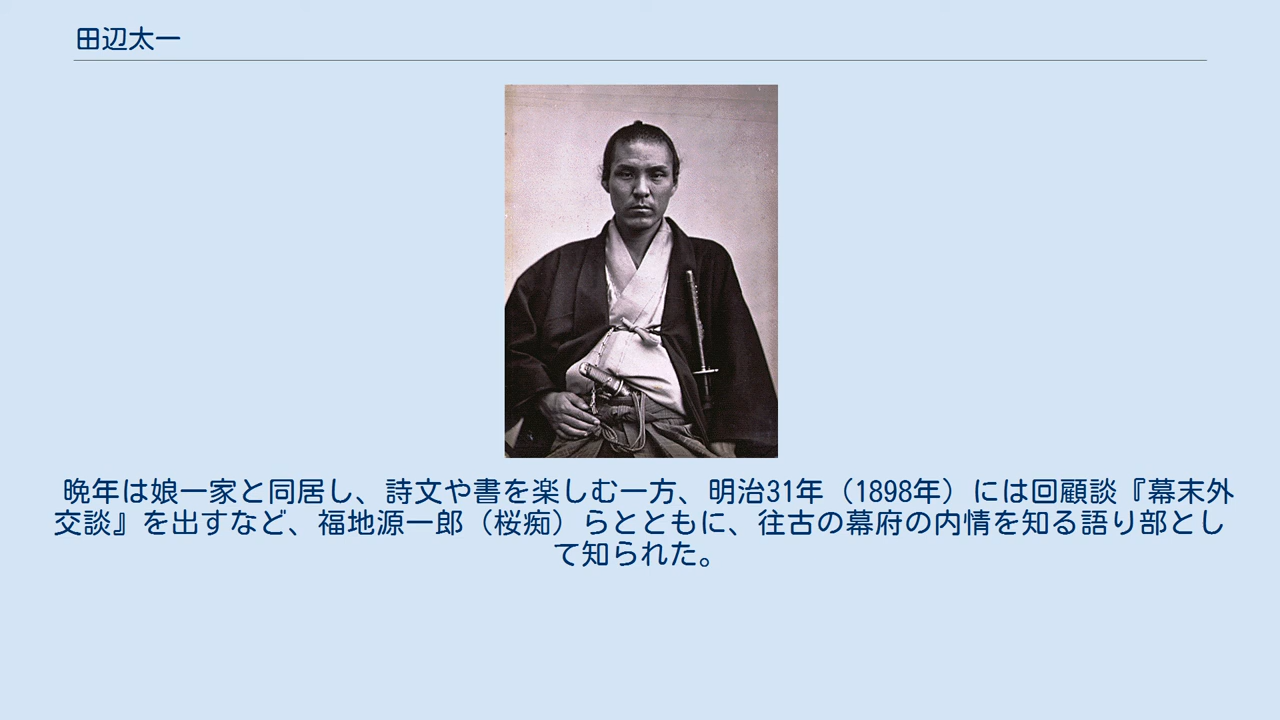 田辺太一
晩年は娘一家と同居し、詩文や書を楽しむ一方、明治31年（1898年）には回顧談『幕末外
交談』を出すなど、福地源一郎（桜痴）らとともに、往古の幕府の内情を知る語り部とし
て知られた。